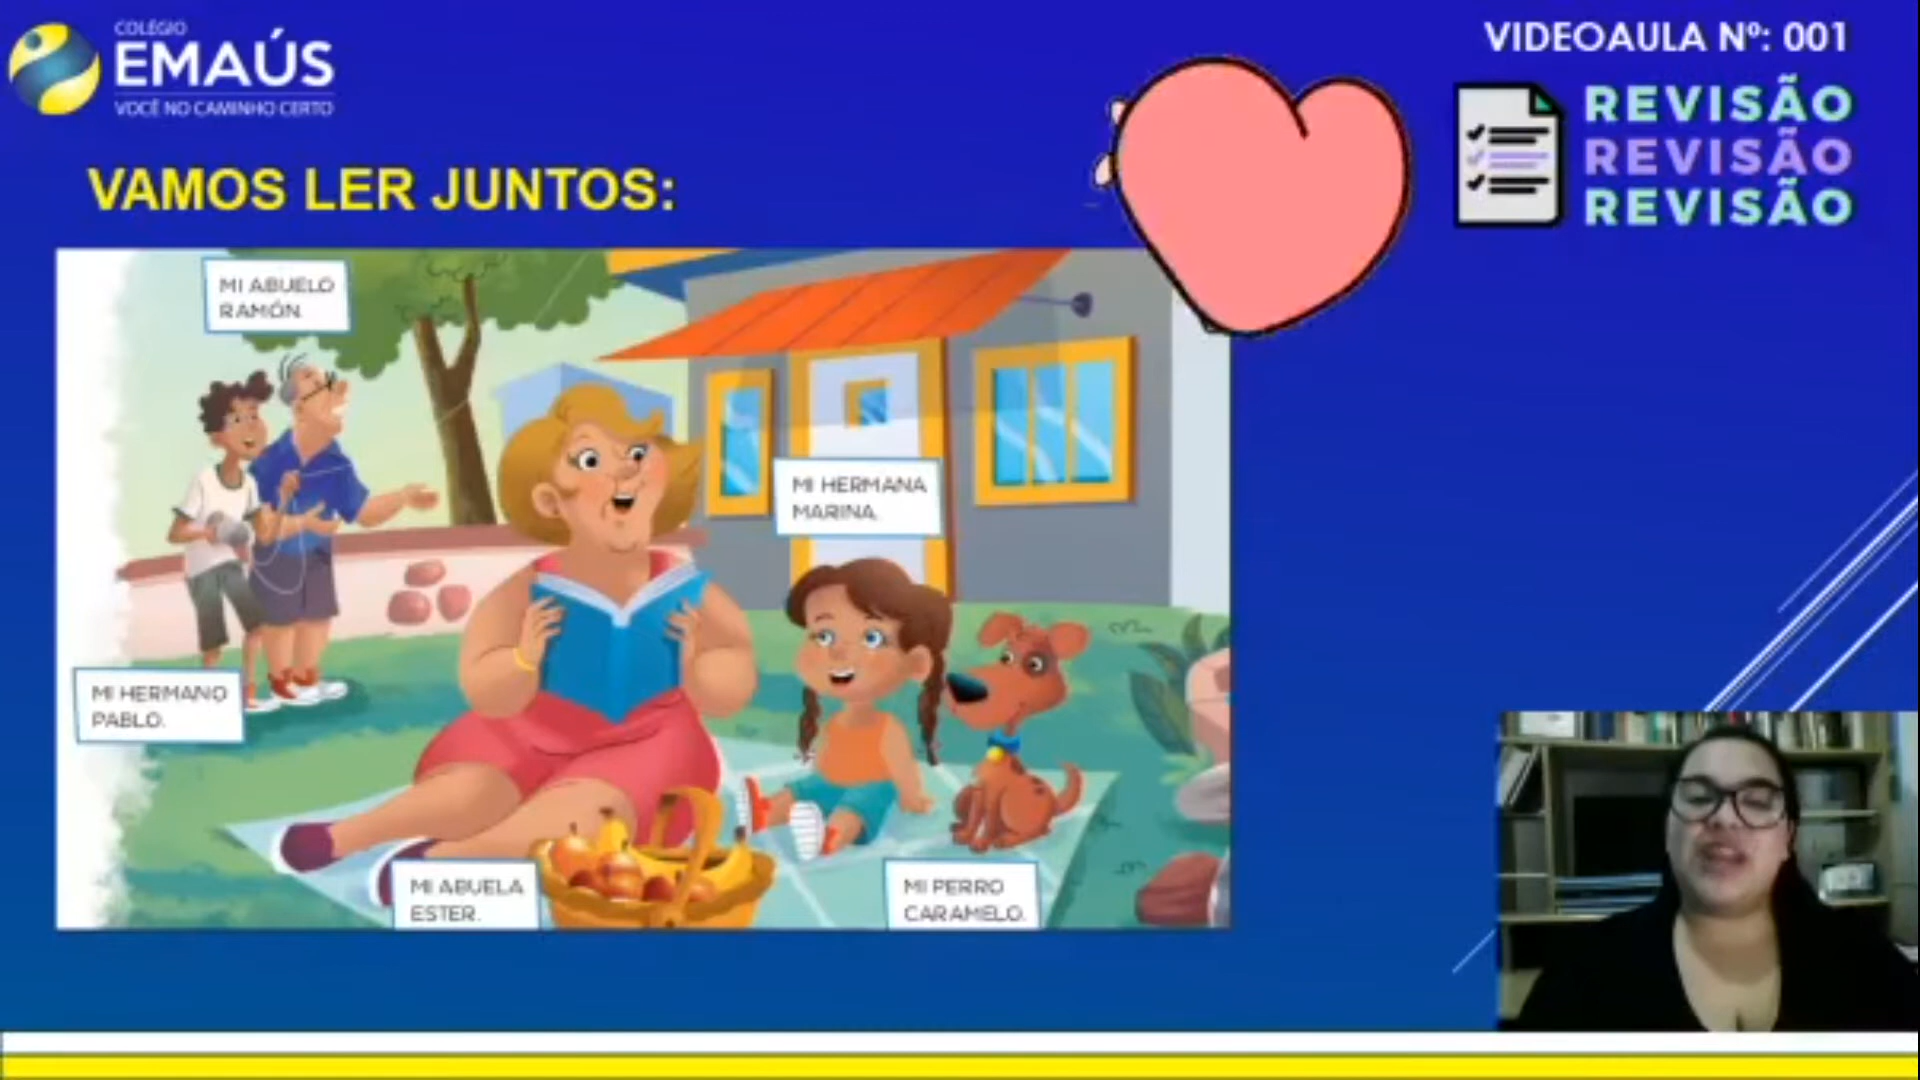 COLÉGIO
EMAÚS
VOCÊ NO CAMINHO CERTO
VIDEOAULA Nº: 001
REVISÃO
REVISÃO
REVISÃO
VAMOS LER JUNTOS:
MI ABUELO
RAMÓN.
MI HERMANA
MARINA.
MI HERMANO
PABLO.
MI ABUELA
ESTER.
MI PERRO
CARAMELO.